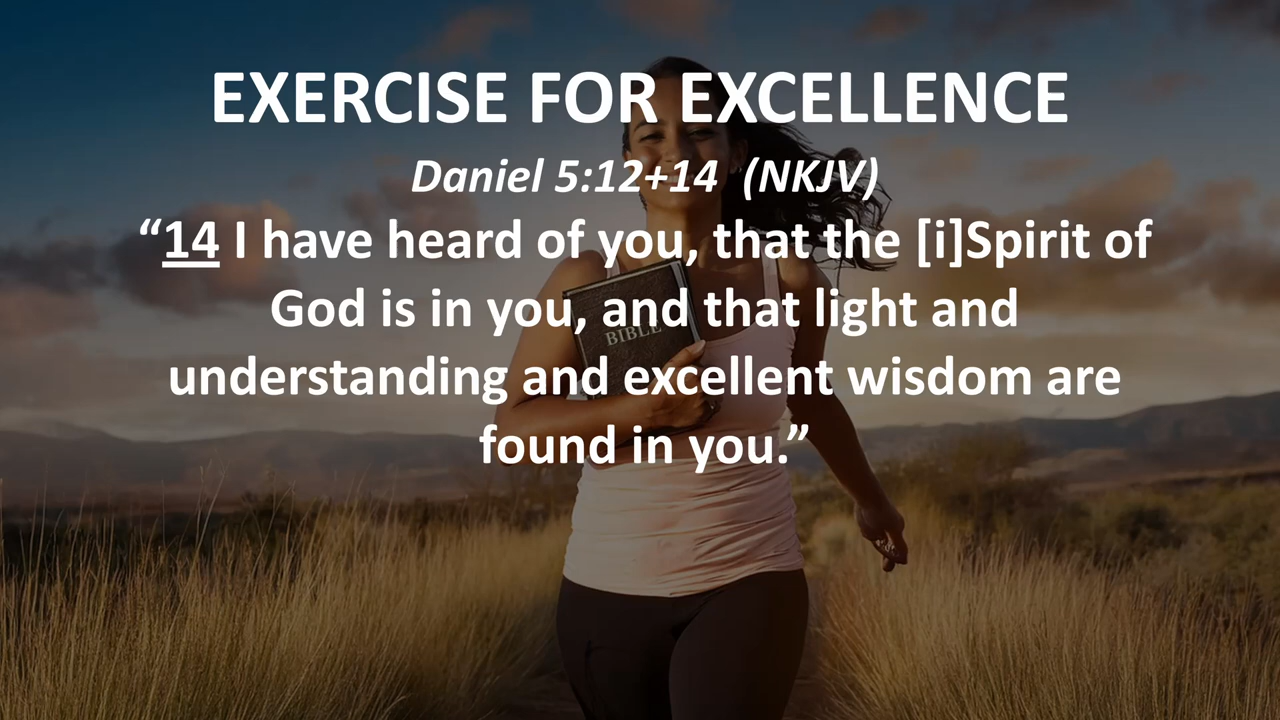 EXERCISE FOR EXCELLENCE
Daniel 5:12+14 (NKJV)
“14 I have heard of you, that the [i]Spirit of
God is in you, and that light and
understanding and excellent wisdom are
found in you.”
BIBLE